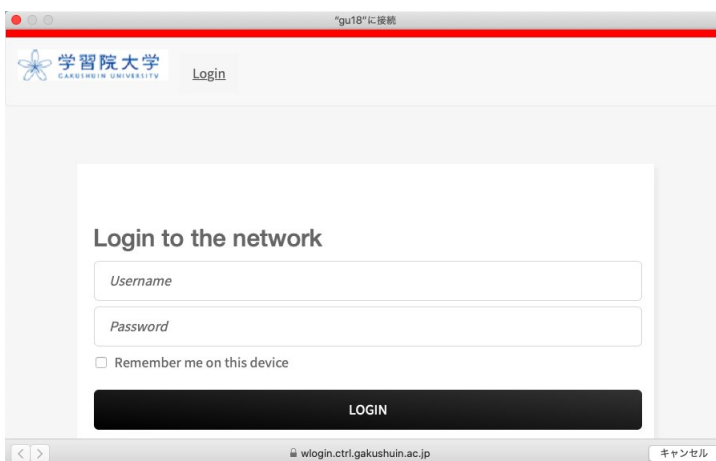 "gu18"に接続
学習院大学
GAKUSHUIN UNIVERSITY
Login
Login to the network
Username
Password
Remember me on this device
LOGIN
wlogin.ctrl.gakushuin.ac.jp
キャンセル